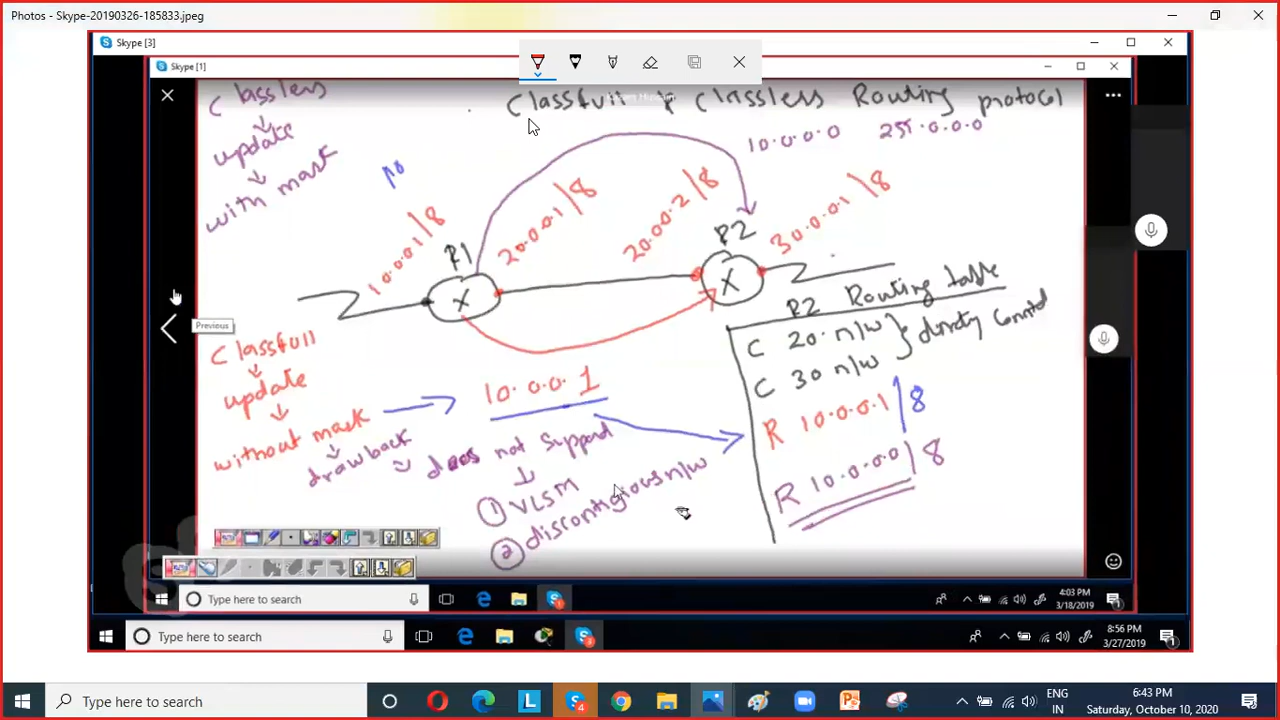 Photos - Skype-20190326-185833.jpeg
Skype [3]
Skype [1]
Classless
update
with mask
Classfull & Classless Routing protocol
10.0.0.0 255.0.0.0
10.0.0.1/8
R1
20.0.0.1/8
20.0.0.2/8
R2
30.0.0.1/8
X
X
Previous
Classfull
update
without mask
drawback
10.0.0.1
does not Support
① VLSM
② discontigious n/w
R2 Routing table
C 20. n/w
C 30 n/w
R 10.0.0.1/8
R 10.0.0.0/8
Type here to search
4:03 PM
3/18/2019
Type here to search
8:56 PM
3/27/2019
Type here to search
ENG
IN
6:43 PM
Saturday, October 10, 2020